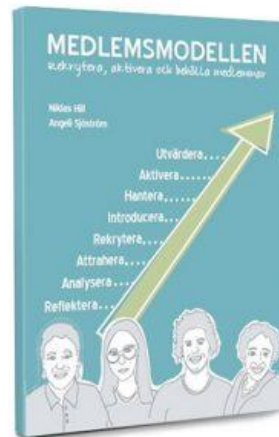 MEDLEMSMODELLEN
Rekrytera, aktivera och behålla medlemmar
Niklas Hill
Angeli Sjöström
Utvärdera....
Aktivera......
Hantera......
Introducera....
Rekrytera....
Attrahera....
Analysera....
Reflektera....